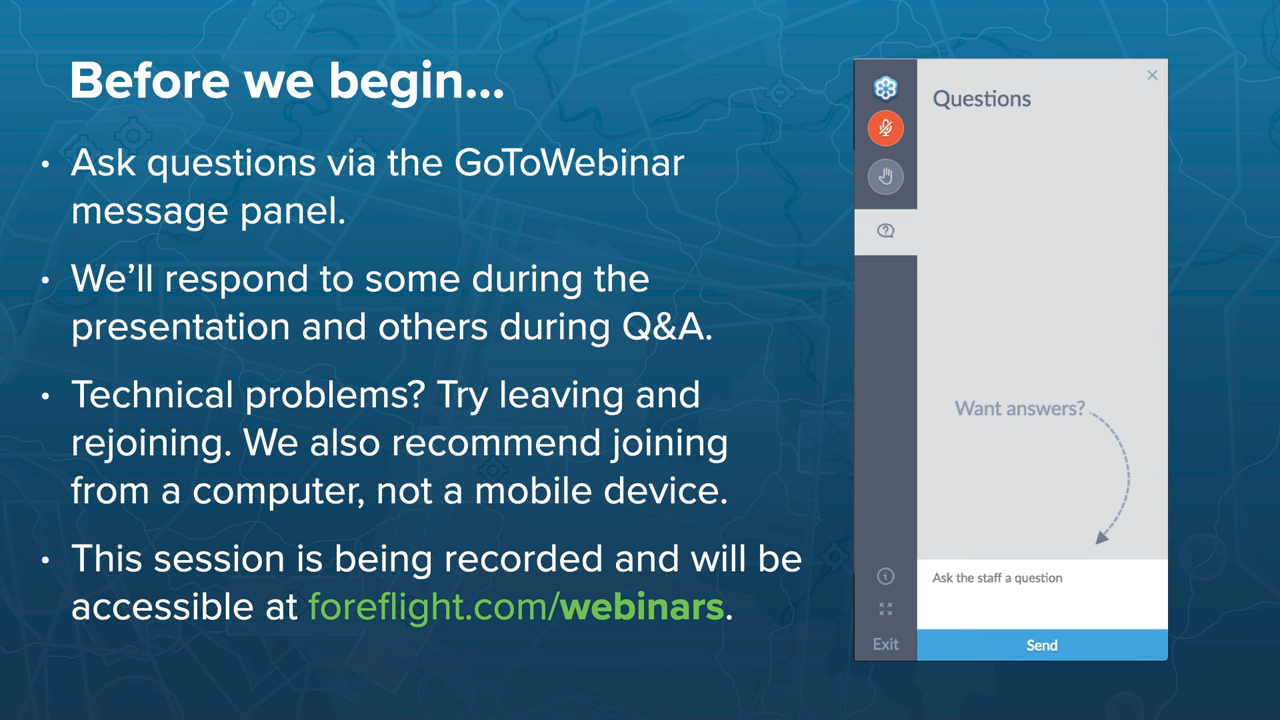 Before we begin...
• Ask questions via the GoToWebinar
message panel.
• We’ll respond to some during the
presentation and others during Q&A.
• Technical problems? Try leaving and
rejoining. We also recommend joining
from a computer, not a mobile device.
• This session is being recorded and will be
accessible at foreflight.com/webinars.
Questions
Want answers?
Ask the staff a question
Exit
Send